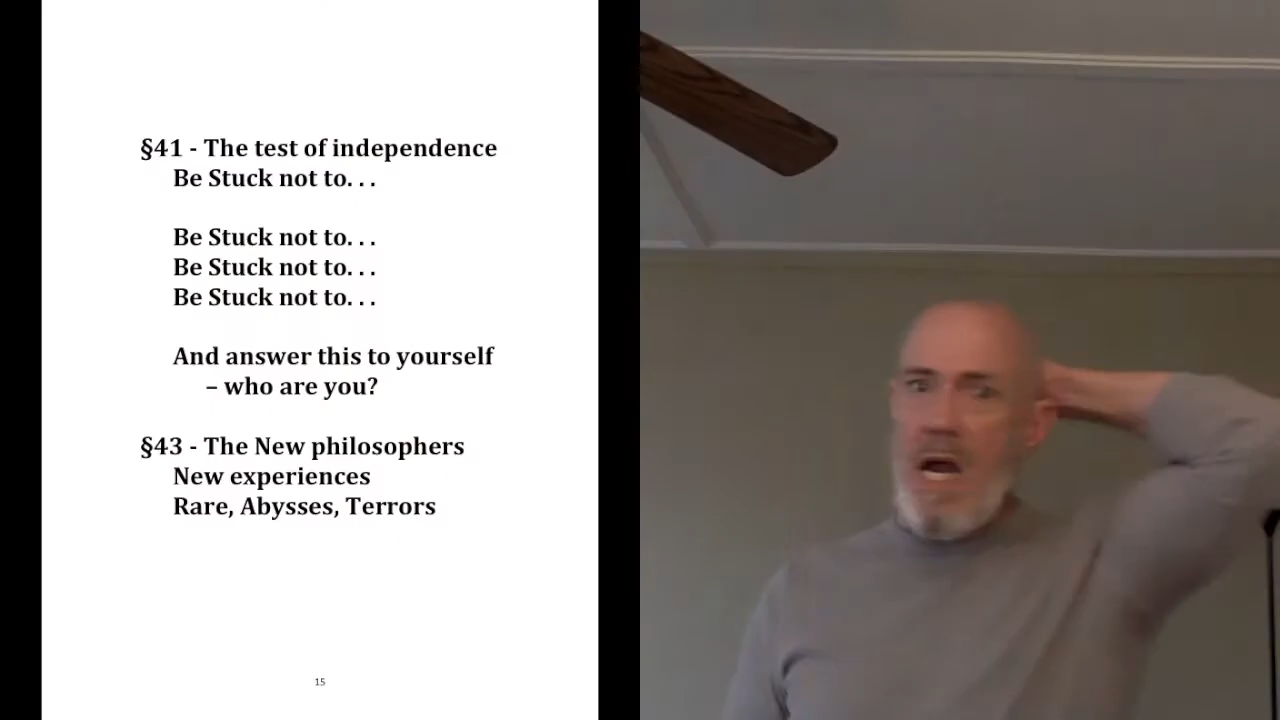 §41 - The test of independence
Be Stuck not to. . .
Be Stuck not to. . .
Be Stuck not to. . .
Be Stuck not to. . .
And answer this to yourself
– who are you?
§43 - The New philosophers
New experiences
Rare, Abysses, Terrors
15